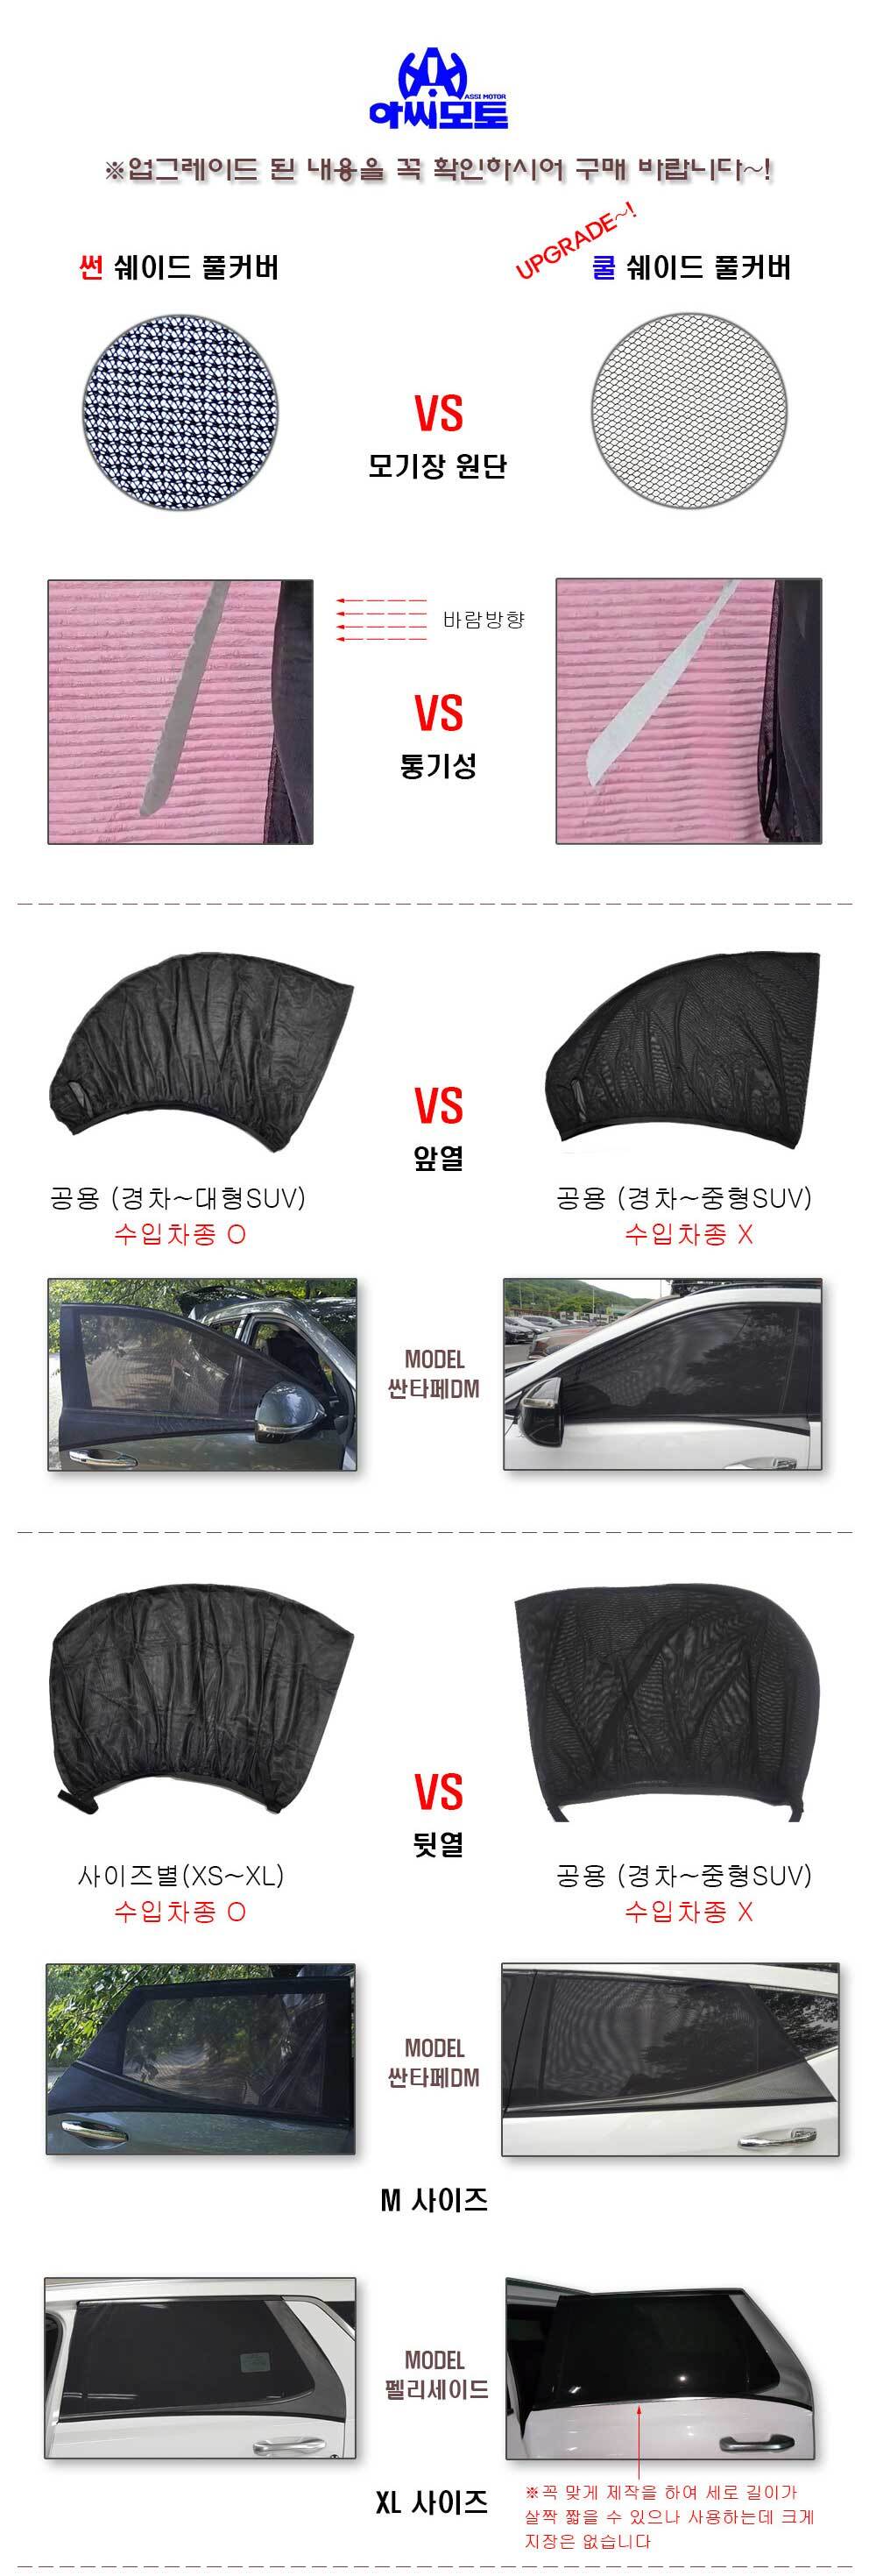 ASSI MOTOR
아씨모토
※업그레이드 된 내용을 꼭 확인하시어 구매 바랍니다~!
UPGRADE~!
썬 쉐이드 풀커버
쿨 쉐이드 풀커버
VS
모기장 원단
바람방향
VS
통기성
VS
앞열
공용 (경차~대형SUV)
수입차종 O
공용 (경차~중형SUV)
수입차종 X
MODEL
싼타페DM
VS
뒷열
사이즈별(XS~XL)
수입차종 O
공용 (경차~중형SUV)
수입차종 X
MODEL
싼타페DM
M 사이즈
MODEL
펠리세이드
XL 사이즈
※꼭 맞게 제작을 하여 세로 길이가
살짝 짧을 수 있으나 사용하는데 크게
지장은 없습니다